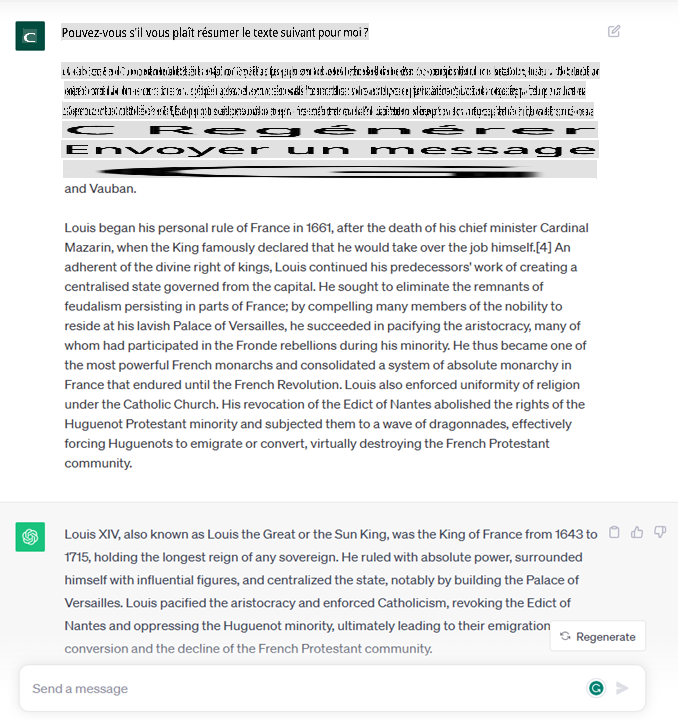 Pouvez-vous s'il vous plaît résumer le texte suivant pour moi ?
C Regénérer
Envoyer un message
and Vauban.
Louis began his personal rule of France in 1661, after the death of his chief minister Cardinal
Mazarin, when the King famously declared that he would take over the job himself.[4] An
adherent of the divine right of kings, Louis continued his predecessors' work of creating a
centralised state governed from the capital. He sought to eliminate the remnants of
feudalism persisting in parts of France; by compelling many members of the nobility to
reside at his lavish Palace of Versailles, he succeeded in pacifying the aristocracy, many of
whom had participated in the Fronde rebellions during his minority. He thus became one of
the most powerful French monarchs and consolidated a system of absolute monarchy in
France that endured until the French Revolution. Louis also enforced uniformity of religion
under the Catholic Church. His revocation of the Edict of Nantes abolished the rights of the
Huguenot Protestant minority and subjected them to a wave of dragonnades, effectively
forcing Huguenots to emigrate or convert, virtually destroying the French Protestant
community.
Louis XIV, also known as Louis the Great or the Sun King, was the King of France from 1643 to
1715, holding the longest reign of any sovereign. He ruled with absolute power, surrounded
himself with influential figures, and centralized the state, notably by building the Palace of
Versailles. Louis pacified the aristocracy and enforced Catholicism, revoking the Edict of
Nantes and oppressing the Huguenot minority, ultimately leading to their emigration
Regenerate
conversion and the decline of the French Protestant community.
Send a message